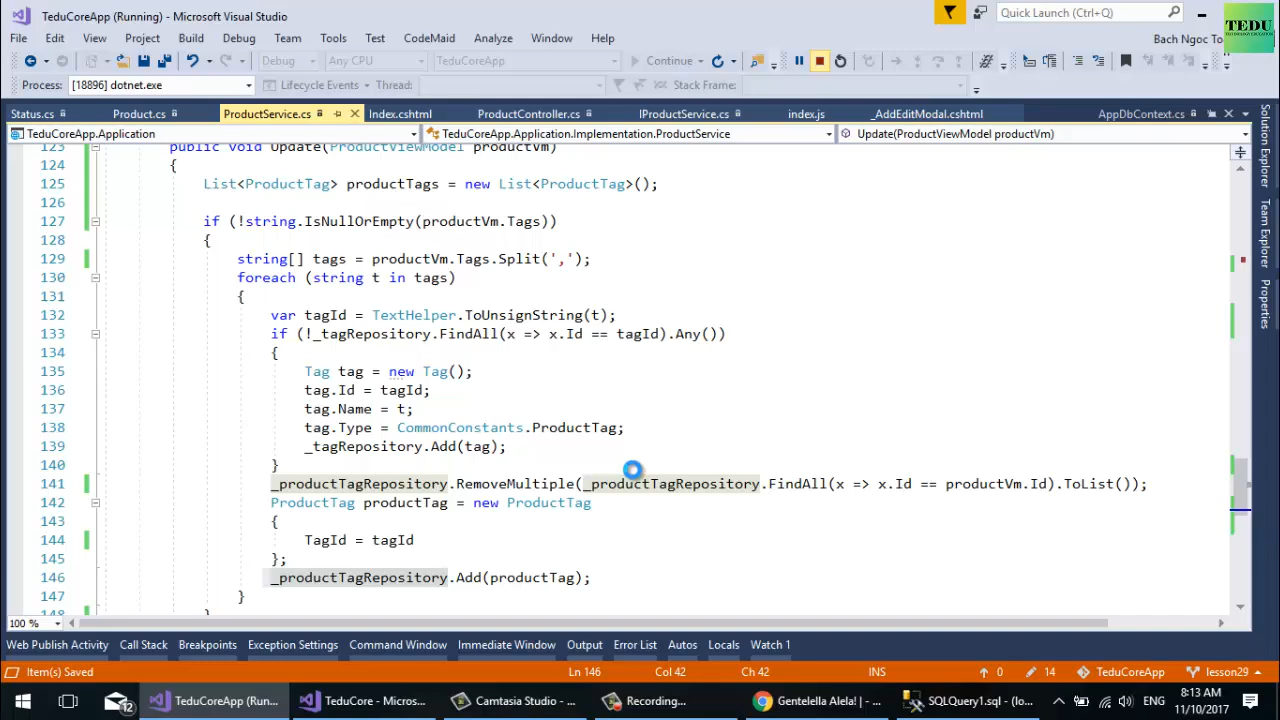 TeduCoreApp (Running) - Microsoft Visual Studio
Quick Launch (Ctrl+Q)
TEDU
File Edit View Project Build Debug Team Tools Test CodeMaid Analyze Window Help
Bach Ngoc To
Debug Any CPU TeduCoreApp Continue
Process: [18896] dotnet.exe Lifecycle Events Thread: Stack Frame:
Status.cs Product.cs ProductService.cs Index.cshtml ProductController.cs IProductService.cs index.js _AddEditModal.cshtml AppDbContext.cs
TeduCoreApp.Application TeduCoreApp.Application.Implementation.ProductService Update(ProductViewModel productVm)
Solution Explorer
Team Explorer
Properties
123 public void Update(ProductViewModel productVm)
124 {
125 List<ProductTag> productTags = new List<ProductTag>();
126
127 if (!string.IsNullOrEmpty(productVm.Tags))
128 {
129 string[] tags = productVm.Tags.Split(',');
130 foreach (string t in tags)
131 {
132 var tagId = TextHelper.ToUnsignString(t);
133 if (!_tagRepository.FindAll(x => x.Id == tagId).Any())
134 {
135 Tag tag = new Tag();
136 tag.Id = tagId;
137 tag.Name = t;
138 tag.Type = CommonConstants.ProductTag;
139 _tagRepository.Add(tag);
140 }
141 _productTagRepository.RemoveMultiple(_productTagRepository.FindAll(x => x.Id == productVm.Id).ToList());
142 ProductTag productTag = new ProductTag
143 {
144 TagId = tagId
145 };
146 _productTagRepository.Add(productTag);
147 }
148 }
100 %
Web Publish Activity Call Stack Breakpoints Exception Settings Command Window Immediate Window Output Error List Autos Locals Watch 1
Item(s) Saved Ln 146 Col 42 Ch 42 INS 0 14 TeduCoreApp lesson29
12 TeduCoreApp (Run... TeduCore - Micros... Camtasia Studio - ... Recording... Gentelella Alela! | -... SQLQuery1.sql - (lo... ENG 8:13 AM
11/10/2017